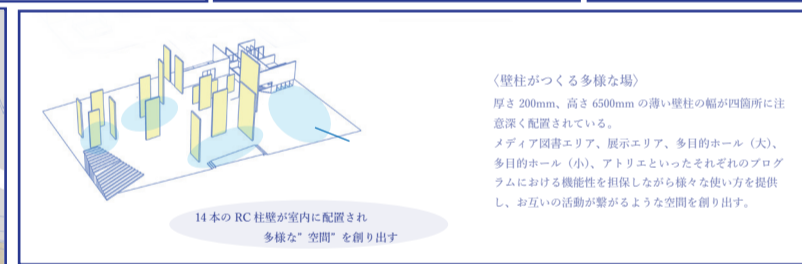 〈壁柱がつくる多様な場〉
厚さ 200mm、高さ 6500mm の薄い壁柱の幅が四箇所に注
意深く配置されている。
メディア図書エリア、展示エリア、多目的ホール（大）、
多目的ホール（小）、アトリエといったそれぞれのプログ
ラムにおける機能性を担保しながら様々な使い方を提供
し、お互いの活動が繋がるような空間を創り出す。
14 本の RC 柱壁が室内に配置され
多様な” 空間” を創り出す